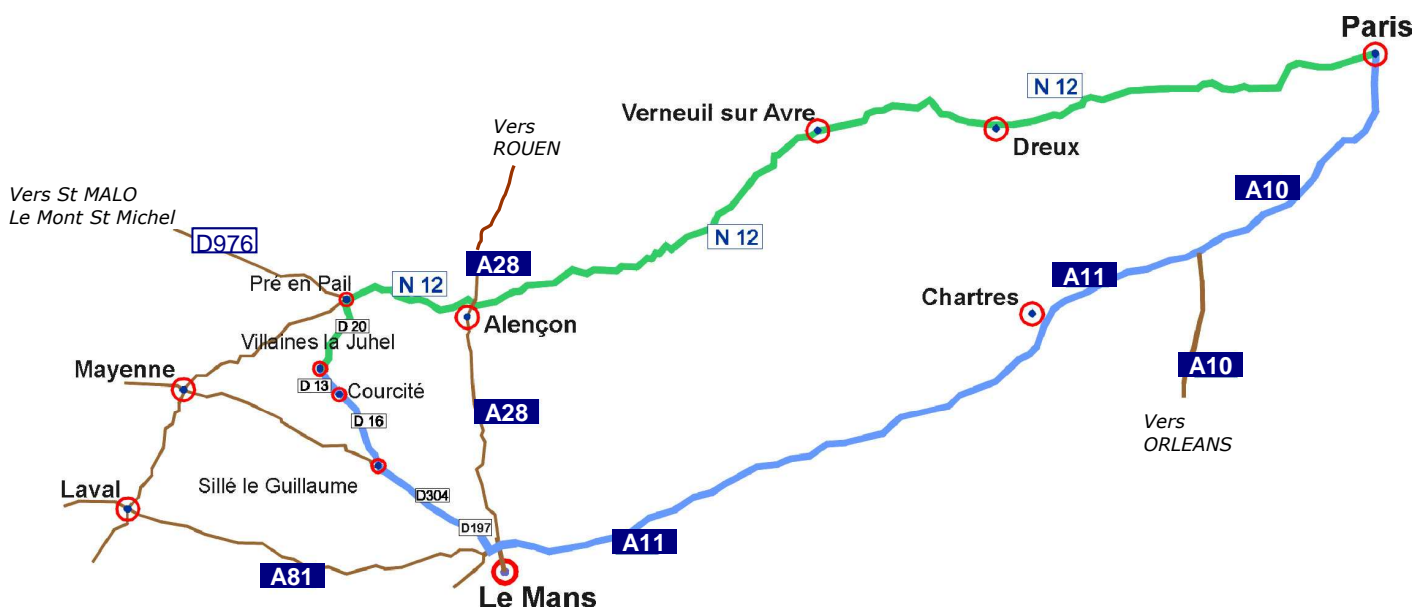 Paris
N 12
Verneuil sur Avre
Dreux
Vers
ROUEN
Vers St MALO
Le Mont St Michel
A10
D976
N 12
A28
A11
Pré en Pail
N 12
Chartres
Alençon
D 20
Villaines la Juhel
Mayenne
D 13
Courcité
A10
A28
D 16
Vers
ORLEANS
Sillé le Guillaume
Laval
D304
D197
A11
A81
Le Mans